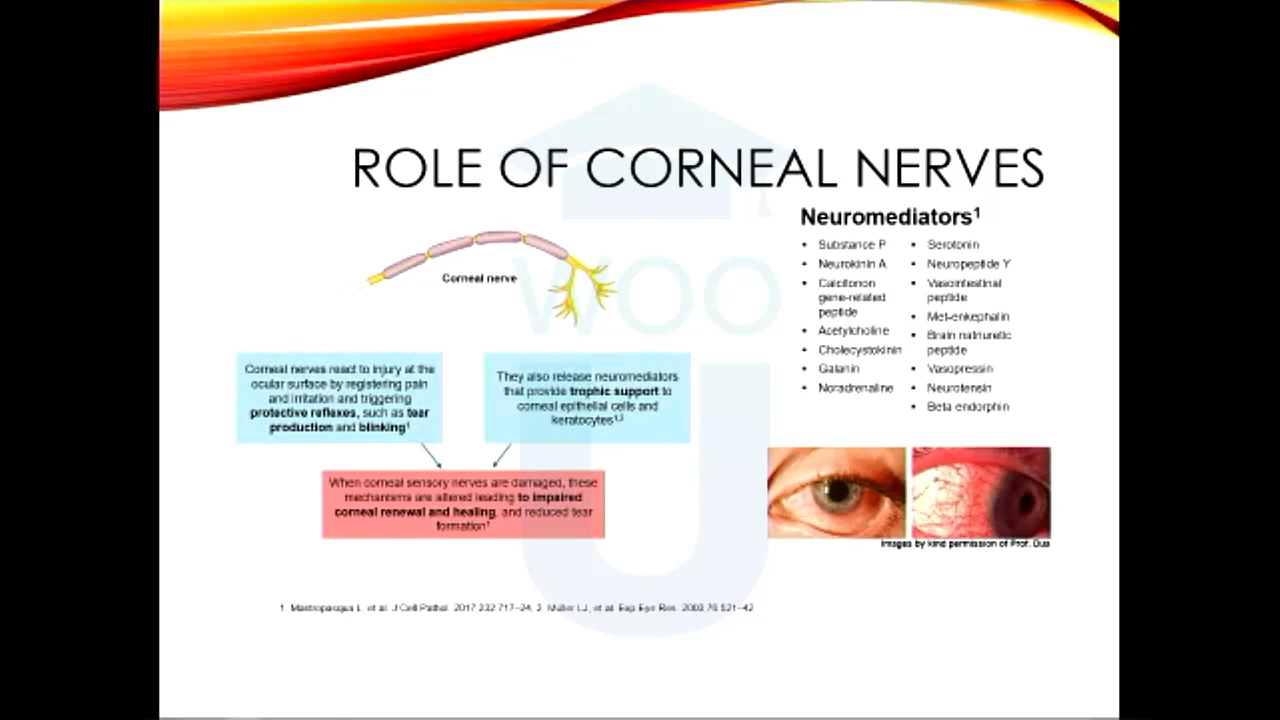 ROLE OF CORNEAL NERVES
WOO
U
Corneal nerve
Corneal nerves react to injury at the
ocular surface by registering pain
and irritation and triggering
protective reflexes, such as tear
production and blinking¹
They also release neuromediators
that provide trophic support to
corneal epithelial cells and
keratocytes¹,²
When corneal sensory nerves are damaged, these
mechanisms are altered leading to impaired
corneal renewal and healing, and reduced tear
formation¹
Neuromediators¹
• Substance P
• Neurokinin A
• Calcitonin
gene-related
peptide
• Acetylcholine
• Cholecystokinin
• Galanin
• Noradrenaline
• Serotonin
• Neuropeptide Y
• Vasointestinal
peptide
• Met-enkephalin
• Brain natriuretic
peptide
• Vasopressin
• Neurotensin
• Beta endorphin
Images by kind permission of Prof. Dua
1 Mastropasqua L, et al. J Cell Pathol. 2017 232 717–24; 2 Muller LJ, et al. Exp Eye Res. 2003 76 521–42